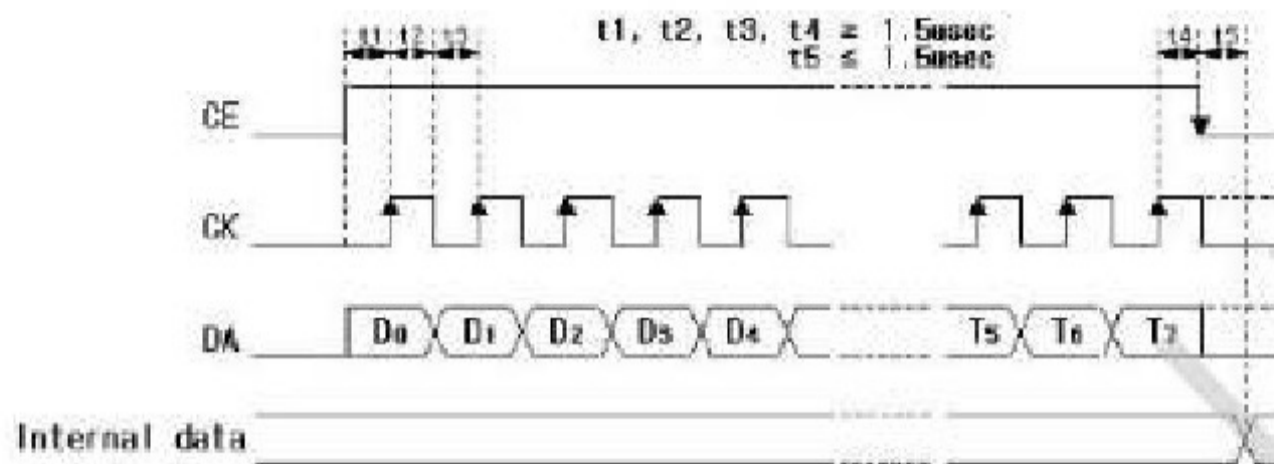 t1 t2 t3 t1, t2, t3, t4 ≥ 1.5usec t4 t5
t5 ≤ 1.5usec
CE
CK
DA D0 D1 D2 D3 D4 T5 T6 T7
Internal data